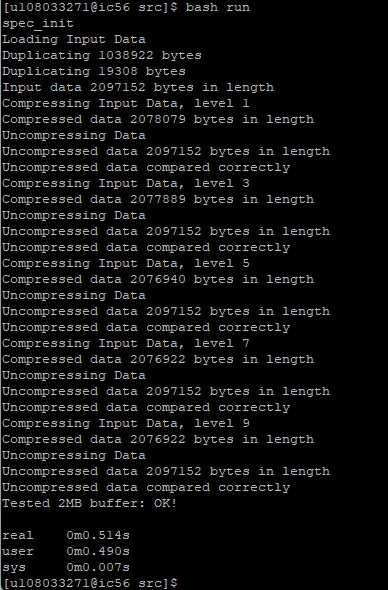 [u108033271@ic56 src]$ bash run
spec_init
Loading Input Data
Duplicating 1038922 bytes
Duplicating 19308 bytes
Input data 2097152 bytes in length
Compressing Input Data, level 1
Compressed data 2078079 bytes in length
Uncompressing Data
Uncompressed data 2097152 bytes in length
Uncompressed data compared correctly
Compressing Input Data, level 3
Compressed data 2077889 bytes in length
Uncompressing Data
Uncompressed data 2097152 bytes in length
Uncompressed data compared correctly
Compressing Input Data, level 5
Compressed data 2076940 bytes in length
Uncompressing Data
Uncompressed data 2097152 bytes in length
Uncompressed data compared correctly
Compressing Input Data, level 7
Compressed data 2076922 bytes in length
Uncompressing Data
Uncompressed data 2097152 bytes in length
Uncompressed data compared correctly
Compressing Input Data, level 9
Compressed data 2076922 bytes in length
Uncompressing Data
Uncompressed data 2097152 bytes in length
Uncompressed data compared correctly
Tested 2MB buffer: OK!
real    0m0.514s
user    0m0.490s
sys     0m0.007s
[u108033271@ic56 src]$